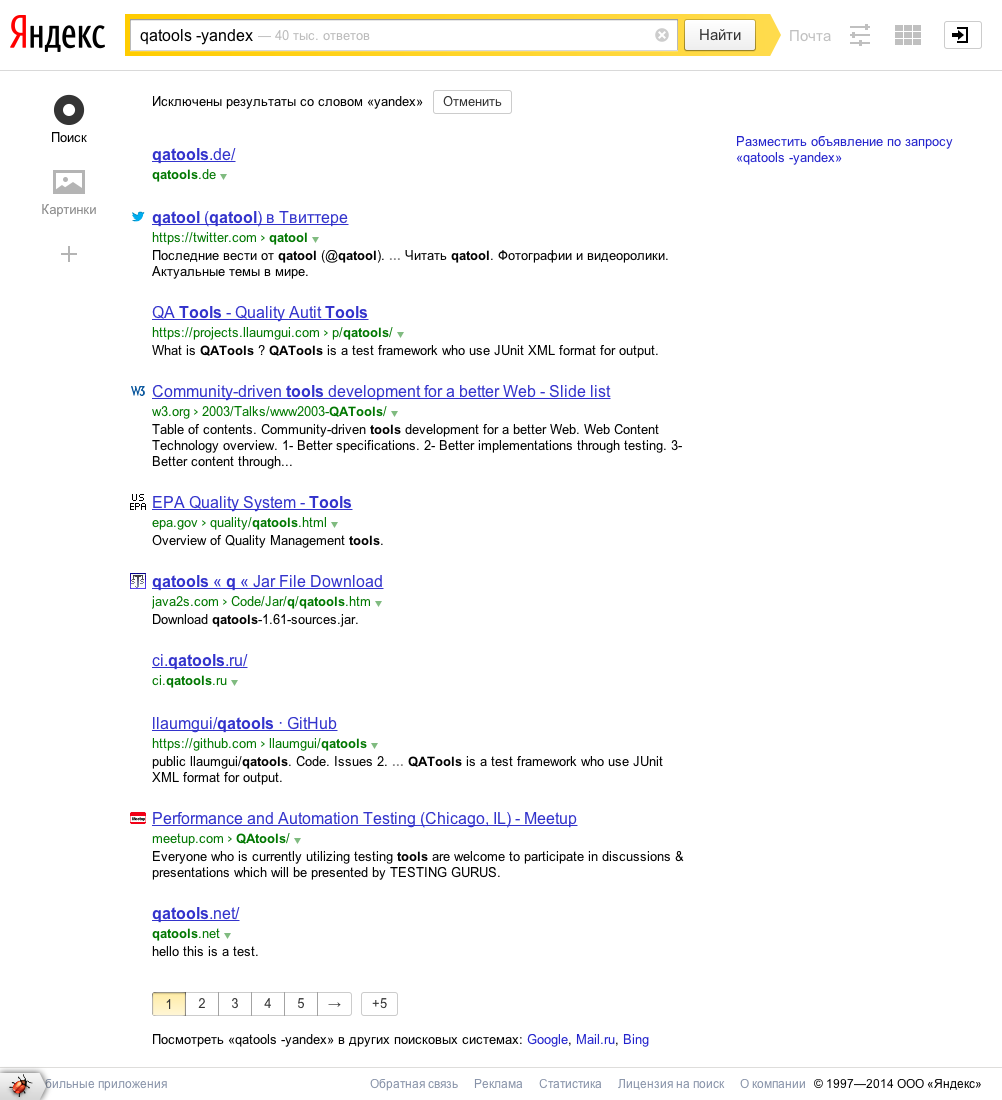 Яндекс
qatools -yandex — 40 тыс. ответов
Найти
Почта
Исключены результаты со словом «yandex» Отменить
Поиск
Картинки
Разместить объявление по запросу
«qatools -yandex»
qatools.de/
qatools.de
qatool (qatool) в Твиттере
https://twitter.com › qatool
Последние вести от qatool (@qatool). ... Читать qatool. Фотографии и видеоролики.
Актуальные темы в мире.
QA Tools - Quality Autit Tools
https://projects.llaumgui.com › p/qatools/
What is QATools ? QATools is a test framework who use JUnit XML format for output.
W3
Community-driven tools development for a better Web - Slide list
w3.org › 2003/Talks/www2003-QATools/
Table of contents. Community-driven tools development for a better Web. Web Content
Technology overview. 1- Better specifications. 2- Better implementations through testing. 3-
Better content through...
US
EPA
EPA Quality System - Tools
epa.gov › quality/qatools.html
Overview of Quality Management tools.
qatools « q « Jar File Download
java2s.com › Code/Jar/q/qatools.htm
Download qatools-1.61-sources.jar.
ci.qatools.ru/
ci.qatools.ru
llaumgui/qatools · GitHub
https://github.com › llaumgui/qatools
public llaumgui/qatools. Code. Issues 2. ... QATools is a test framework who use JUnit
XML format for output.
Meetup
Performance and Automation Testing (Chicago, IL) - Meetup
meetup.com › QAtools/
Everyone who is currently utilizing testing tools are welcome to participate in discussions &
presentations which will be presented by TESTING GURUS.
qatools.net/
qatools.net
hello this is a test.
1 2 3 4 5 → +5
Посмотреть «qatools -yandex» в других поисковых системах: Google, Mail.ru, Bing
бильные приложения
Обратная связь Реклама Статистика Лицензия на поиск О компании © 1997—2014 ООО «Яндекс»